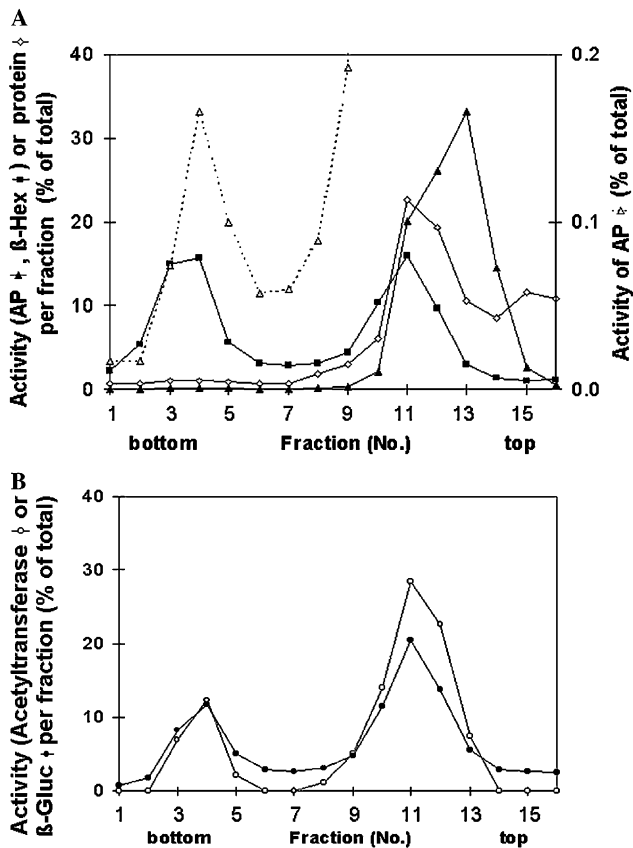 A
Activity (AP ▲, ß-Hex ■) or protein ◇
per fraction (% of total)
40
30
20
10
0
0.2
0.1
0.0
Activity of AP △ (% of total)
1 3 5 7 9 11 13 15
bottom Fraction (No.) top
B
Activity (Acetyltransferase ○ or
ß-Gluc ● per fraction (% of total)
40
30
20
10
0
1 3 5 7 9 11 13 15
bottom Fraction (No.) top